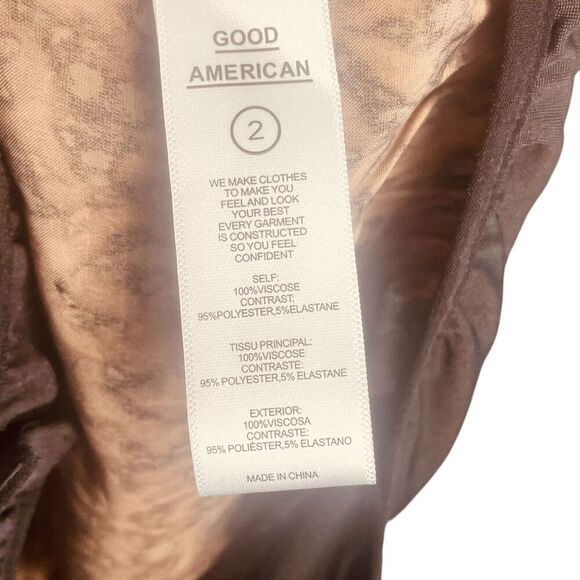 GOOD
AMERICAN
2
WE MAKE CLOTHES
TO MAKE YOU
FEEL AND LOOK
YOUR BEST
EVERY GARMENT
IS CONSTRUCTED
SO YOU FEEL
CONFIDENT
SELF:
100%VISCOSE
CONTRAST:
95%POLYESTER,5%ELASTANE
TISSU PRINCIPAL:
100%VISCOSE
CONTRASTE:
95% POLYESTER,5% ELASTANE
EXTERIOR:
100%VISCOSA
CONTRASTE:
95% POLIÉSTER,5% ELASTANO
MADE IN CHINA